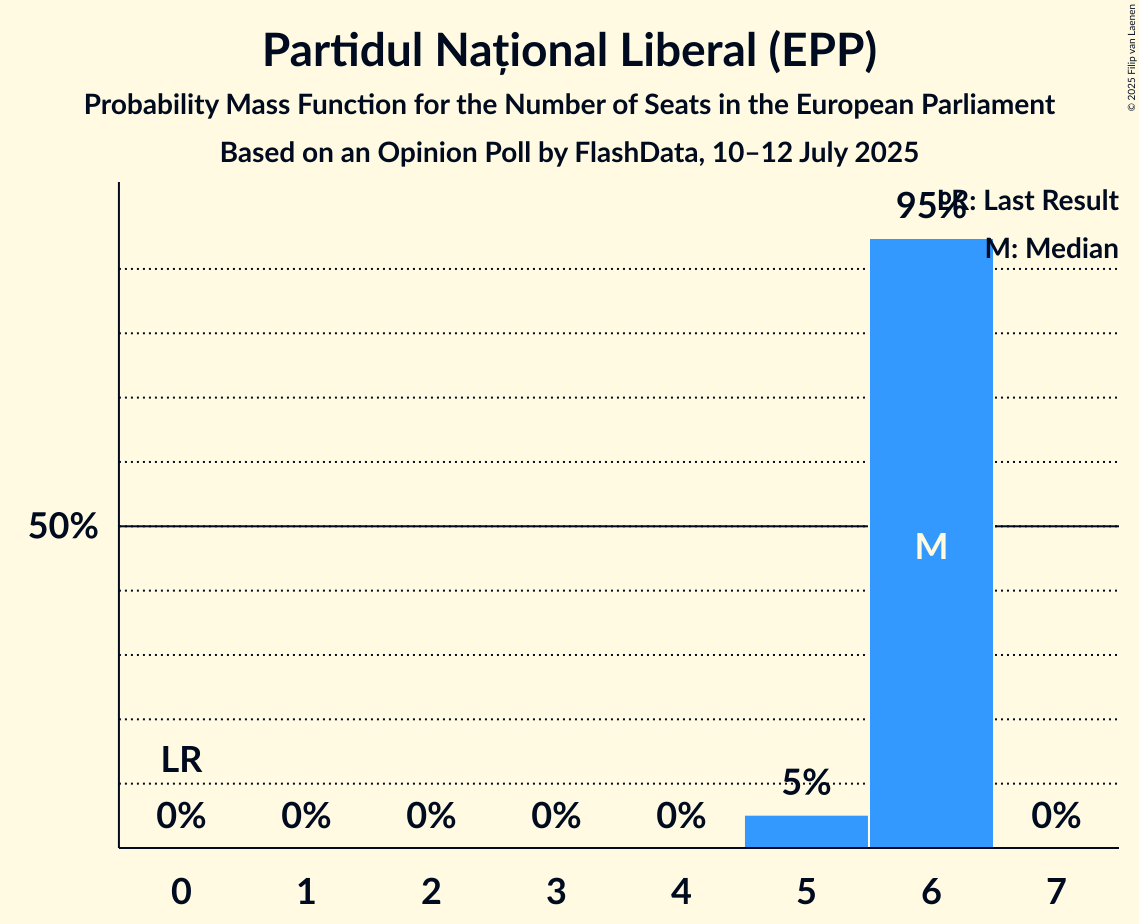 Partidul Național Liberal (EPP)
Probability Mass Function for the Number of Seats in the European Parliament
Based on an Opinion Poll by FlashData, 10–12 July 2025
© 2025 Filip van Laenen
LR: Last Result
M: Median
95%
50%
M
LR
5%
0% 0% 0% 0% 0% 0%
0 1 2 3 4 5 6 7